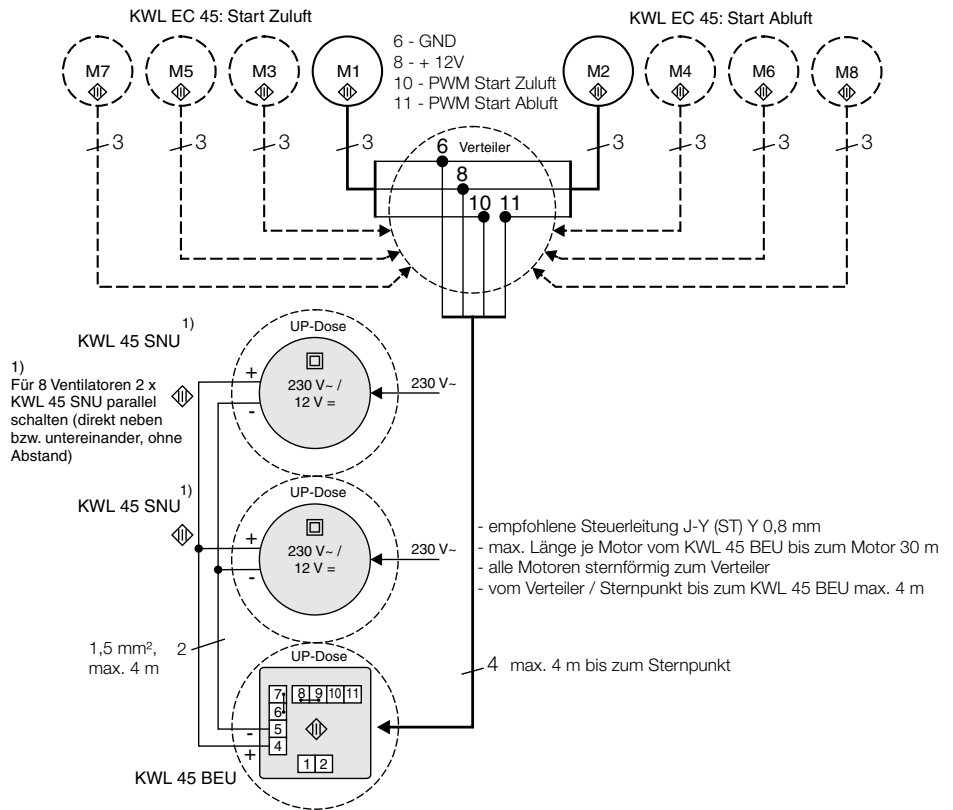 KWL EC 45: Start Zuluft
KWL EC 45: Start Abluft
M7
M5
M3
M1
6 - GND
8 - + 12V
10 - PWM Start Zuluft
11 - PWM Start Abluft
M2
M4
M6
M8
3
3
3
3
3
3
3
3
6
Verteiler
8
10
11
KWL 45 SNU 1)
UP-Dose
1)
Für 8 Ventilatoren 2 x
KWL 45 SNU parallel
schalten (direkt neben
bzw. untereinander, ohne
Abstand)
+
-
230 V~ /
12 V =
230 V~
KWL 45 SNU 1)
UP-Dose
+
-
230 V~ /
12 V =
230 V~
- empfohlene Steuerleitung J-Y (ST) Y 0,8 mm
- max. Länge je Motor vom KWL 45 BEU bis zum Motor 30 m
- alle Motoren sternförmig zum Verteiler
- vom Verteiler / Sternpunkt bis zum KWL 45 BEU max. 4 m
1,5 mm²,
max. 4 m
2
UP-Dose
4 max. 4 m bis zum Sternpunkt
7
8 9 10 11
6
- 5
+ 4
1 2
KWL 45 BEU